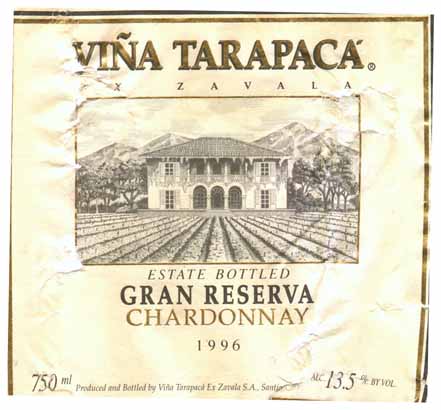 VIÑA TARAPACÁ®
EX ZAVALA
ESTATE BOTTLED
GRAN RESERVA
CHARDONNAY
1996
750 ml
Produced and Bottled by Viña Tarapacá Ex Zavala S.A.,
ALC. 13.5 % BY VOL.